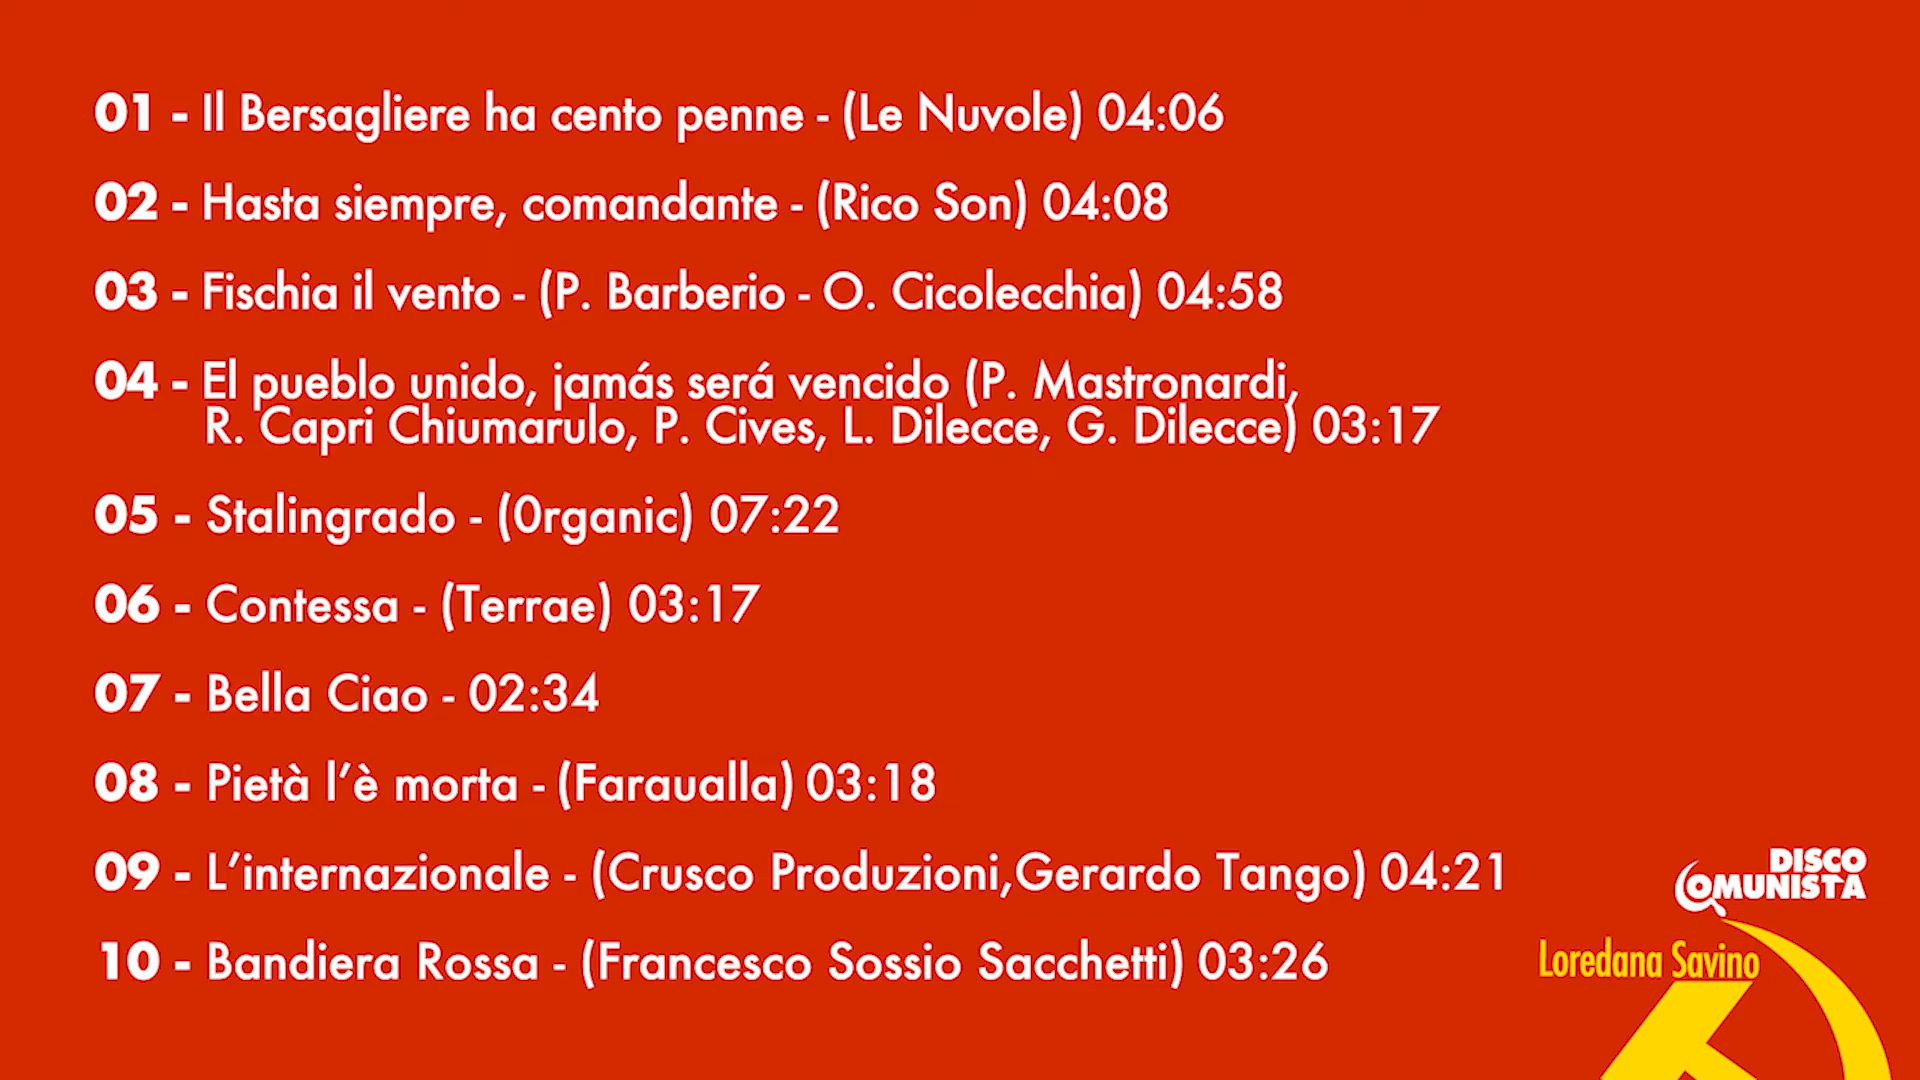 01 - Il Bersagliere ha cento penne - (Le Nuvole) 04:06
02 - Hasta siempre, comandante - (Rico Son) 04:08
03 - Fischia il vento - (P. Barberio - O. Cicolecchia) 04:58
04 - El pueblo unido, jamás será vencido (P. Mastronardi,
R. Capri Chiumarulo, P. Cives, L. Dilecce, G. Dilecce) 03:17
05 - Stalingrado - (0rganic) 07:22
06 - Contessa - (Terrae) 03:17
07 - Bella Ciao - 02:34
08 - Pietà l’è morta - (Faraualla) 03:18
09 - L’internazionale - (Crusco Produzioni,Gerardo Tango) 04:21
10 - Bandiera Rossa - (Francesco Sossio Sacchetti) 03:26
DISCO
COMUNISTA
Loredana Savino